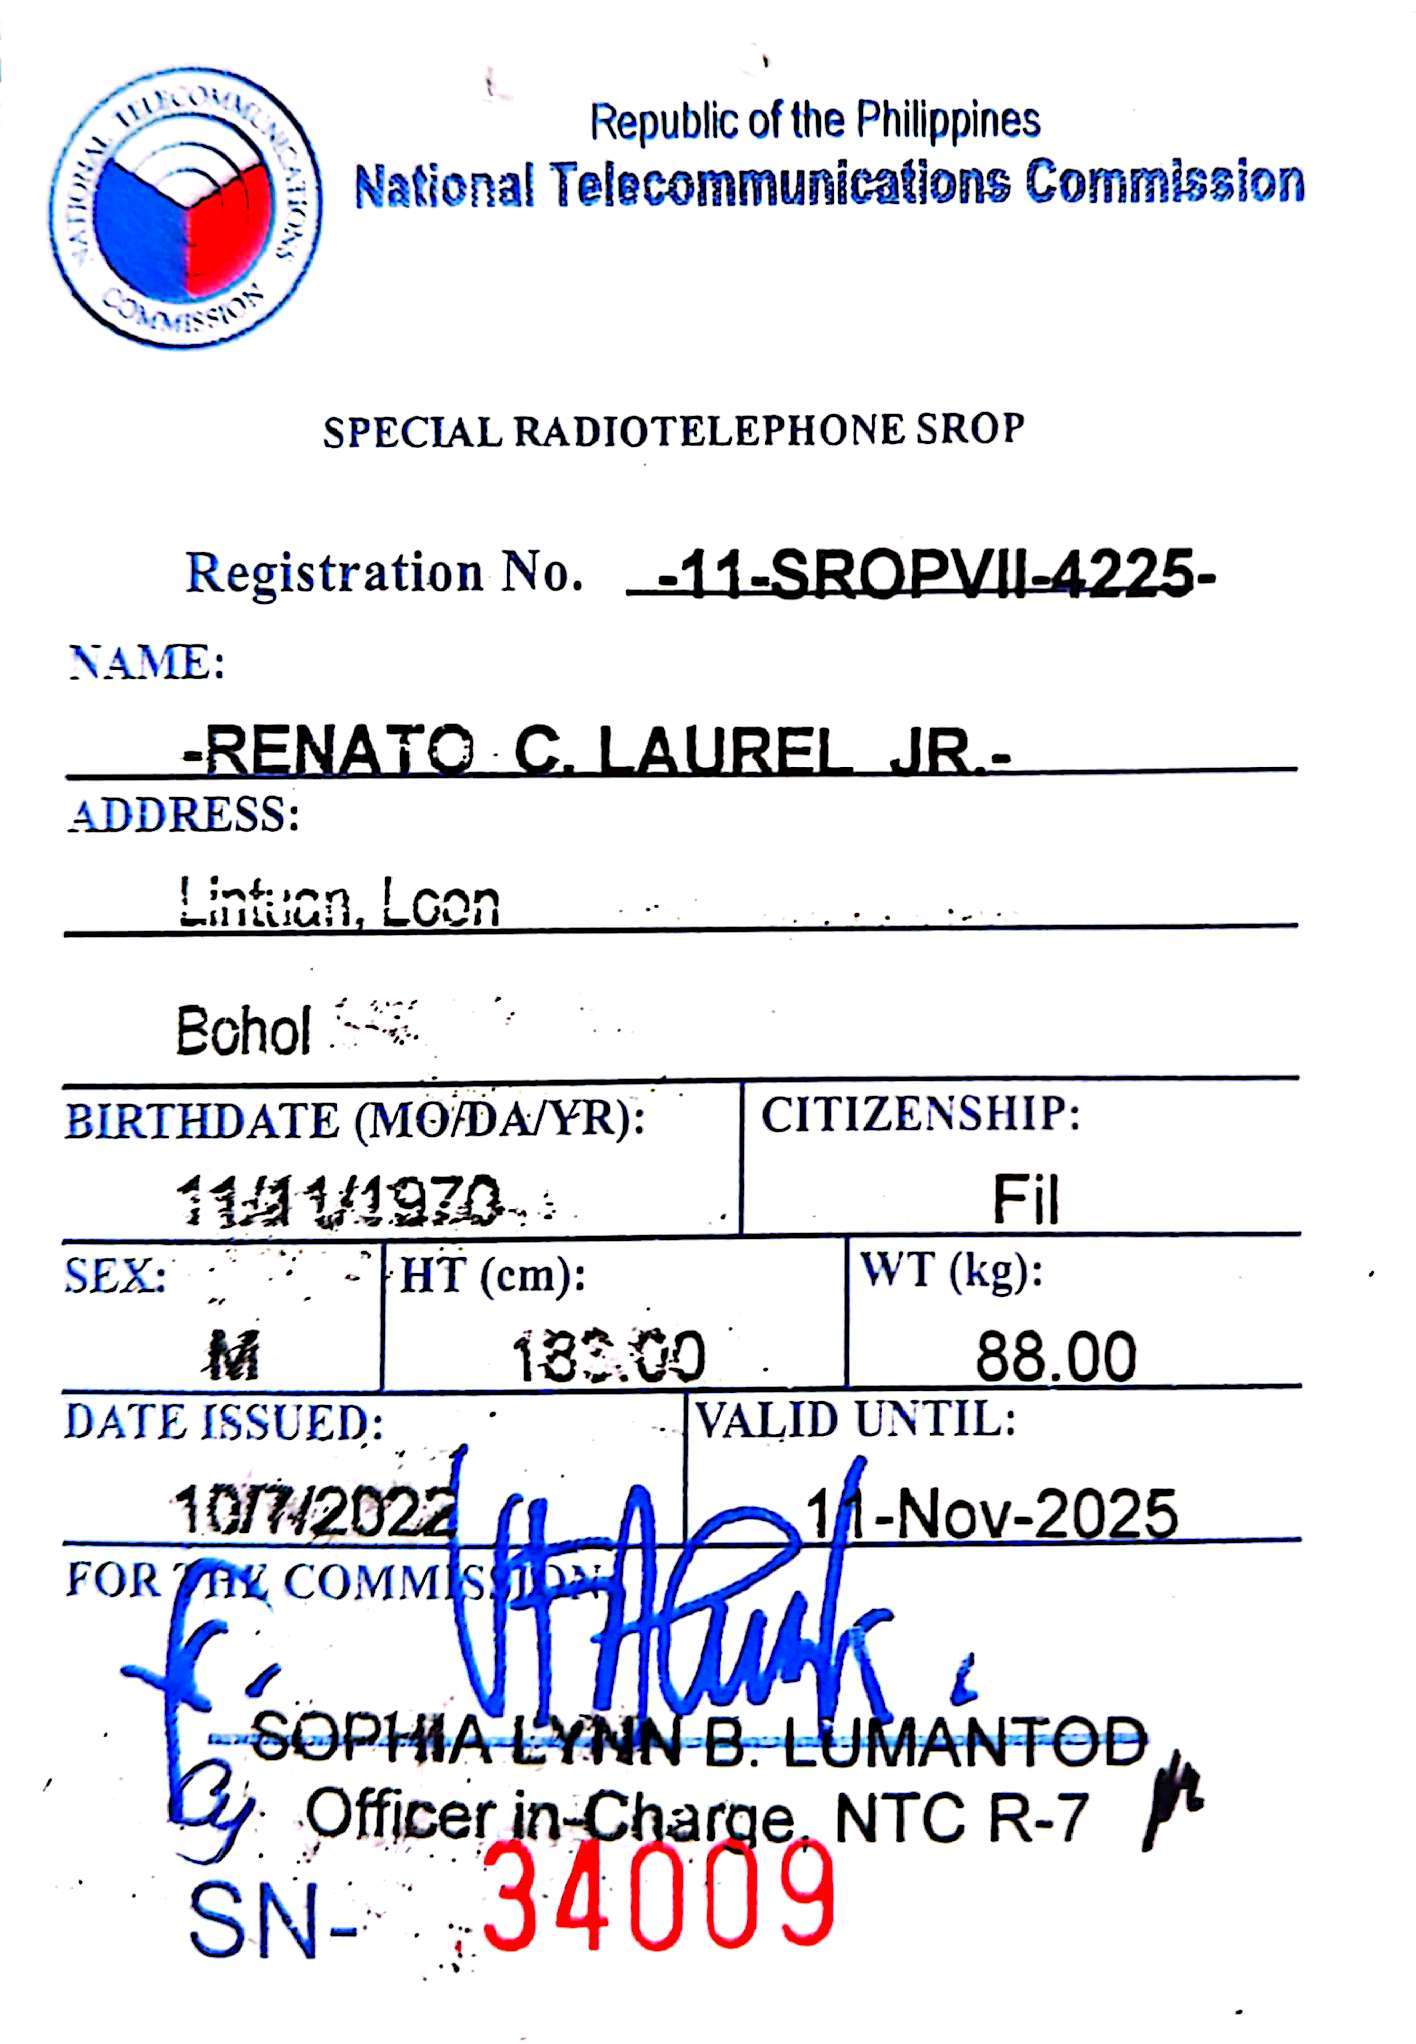 NATIONAL TELECOMMUNICATIONS COMMISSION
Republic of the Philippines
National Telecommunications Commission
SPECIAL RADIOTELEPHONE SROP
Registration No. -11-SROPVII-4225-
NAME:
-RENATO C. LAUREL JR.-
ADDRESS:
Lintuan, Loon
Bohol
BIRTHDATE (MO/DA/YR): CITIZENSHIP:
11/11/1970 Fil
SEX: HT (cm): WT (kg):
M 183.00 88.00
DATE ISSUED: VALID UNTIL:
10/7/2022 11-Nov-2025
FOR THE COMMISSION
SOPHIA LYNN B. LUMANTOD
Officer in-Charge, NTC R-7
SN- 34009